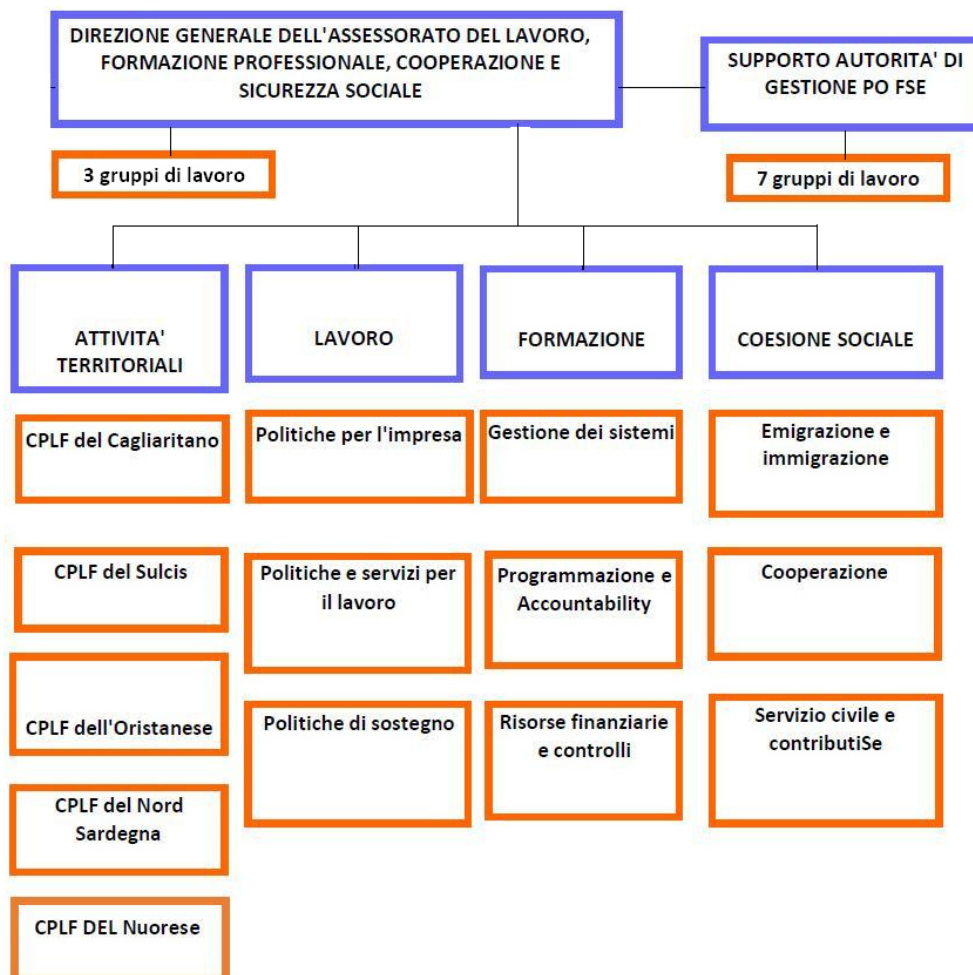 DIREZIONE GENERALE DELL'ASSESSORATO DEL LAVORO,
FORMAZIONE PROFESSIONALE, COOPERAZIONE E
SICUREZZA SOCIALE
SUPPORTO AUTORITA' DI
GESTIONE PO FSE
3 gruppi di lavoro
7 gruppi di lavoro
ATTIVITA'
TERRITORIALI
LAVORO
FORMAZIONE
COESIONE SOCIALE
CPLF del Cagliaritano
Politiche per l'impresa
Gestione dei sistemi
Emigrazione e
immigrazione
CPLF del Sulcis
Politiche e servizi per
il lavoro
Programmazione e
Accountability
Cooperazione
CPLF dell'Oristanese
Politiche di sostegno
Risorse finanziarie
e controlli
Servizio civile e
contributiSe
CPLF del Nord
Sardegna
CPLF DEL Nuorese